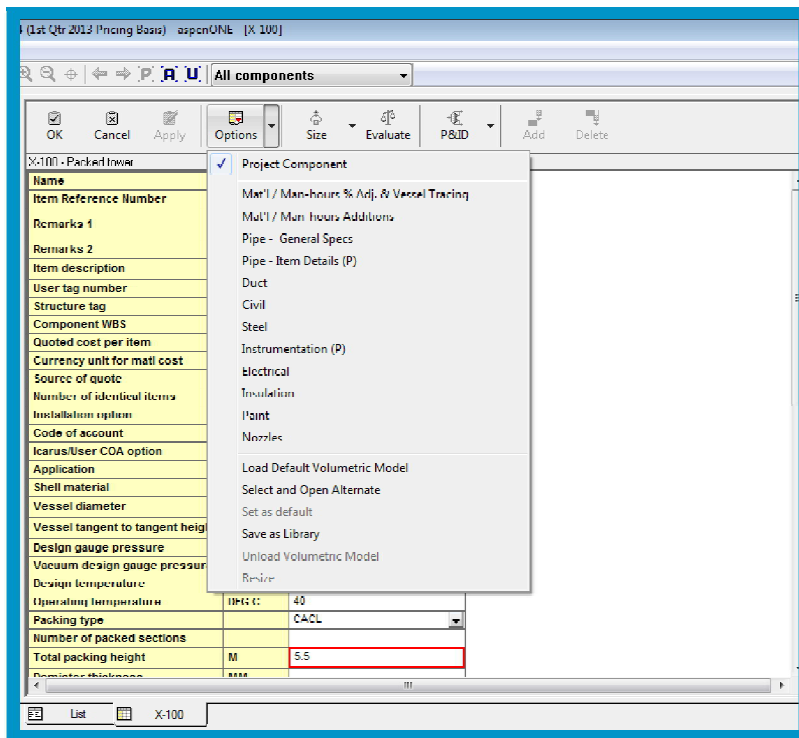 (1st Qtr 2013 Pricing Basis) aspenONE [X 100]
P A U All components
OK Cancel Apply Options Size Evaluate P&ID Add Delete
X-100 - Packed tower
Project Component
Name
Mat'l / Man-hours % Adj. & Vessel Tracing
Item Reference Number
Mat'l / Man-hours Additions
Remarks 1
Pipe - General Specs
Remarks 2
Pipe - Item Details (P)
Item description
Duct
User tag number
Civil
Structure tag
Component WBS
Steel
Quoted cost per item
Instrumentation (P)
Currency unit for matl cost
Electrical
Source of quote
Insulation
Number of identical items
Paint
Installation option
Code of account
Nozzles
Icarus/User COA option
Application
Load Default Volumetric Model
Shell material
Select and Open Alternate
Vessel diameter
Set as default
Vessel tangent to tangent heigl
Save as Library
Design gauge pressure
Unload Volumetric Model
Vacuum design gauge pressur
Design temperature
Resize
Operating temperature DEG C 40
Packing type CACL
Number of packed sections
Total packing height M 5.5
Demister thickness MM
List X-100